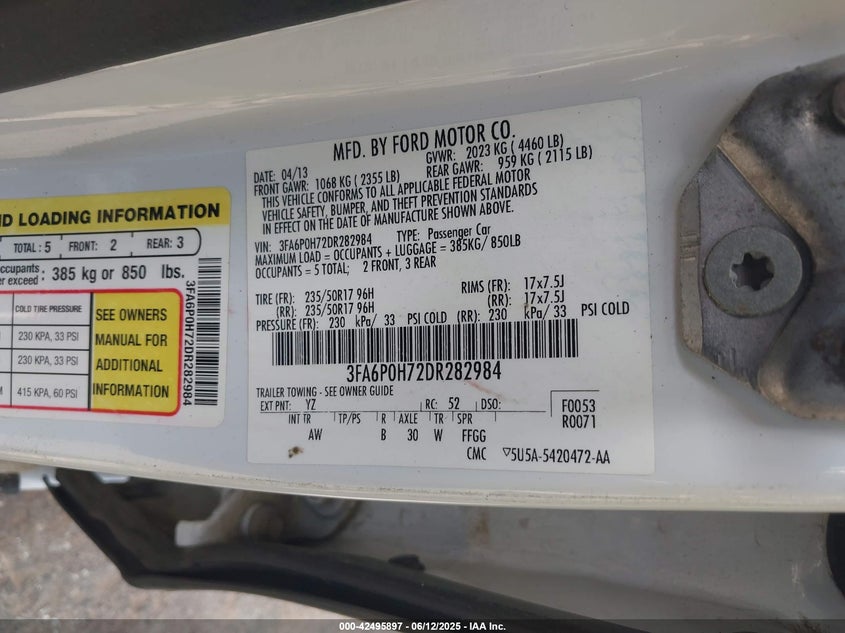 ND LOADING INFORMATION
TOTAL: 5 FRONT: 2 REAR: 3
occupants
er exceed: 385 kg or 850 lbs.
COLD TIRE PRESSURE
230 KPA, 33 PSI
230 KPA, 33 PSI
415 KPA, 60 PSI
SEE OWNERS
MANUAL FOR
ADDITIONAL
INFORMATION
3FA6P0H72DR282984
MFD. BY FORD MOTOR CO.
DATE: 04/13 GVWR: 2023 KG ( 4460 LB)
FRONT GAWR: 1068 KG ( 2355 LB) REAR GAWR: 959 KG ( 2115 LB)
THIS VEHICLE CONFORMS TO ALL APPLICABLE FEDERAL MOTOR
VEHICLE SAFETY, BUMPER, AND THEFT PREVENTION STANDARDS
IN EFFECT ON THE DATE OF MANUFACTURE SHOWN ABOVE.
VIN: 3FA6P0H72DR282984 TYPE: Passenger Car
MAXIMUM LOAD = OCCUPANTS + LUGGAGE = 385KG/ 850LB
OCCUPANTS = 5 TOTAL; 2 FRONT, 3 REAR
TIRE (FR): 235/50R17 96H RIMS (FR): 17x7.5J
(RR): 235/50R17 96H (RR): 17x7.5J
PRESSURE (FR): 230 kPa/ 33 PSI COLD (RR): 230 kPa/ 33 PSI COLD
3FA6P0H72DR282984
TRAILER TOWING - SEE OWNER GUIDE
EXT PNT: YZ RC: 52 DSO: F0053
INT TR TP/PS R AXLE TR SPR R0071
AW B 30 W FFGG
CMC ▽5U5A-5420472-AA
000-42495897 - 06/12/2025 - IAA Inc.